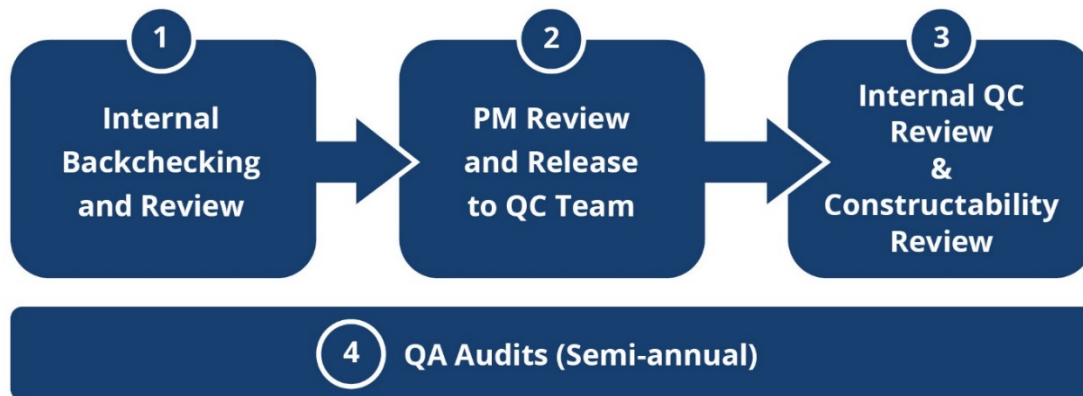 1
Internal
Backchecking
and Review
2
PM Review
and Release
to QC Team
3
Internal QC
Review
&
Constructability
Review
4 QA Audits (Semi-annual)